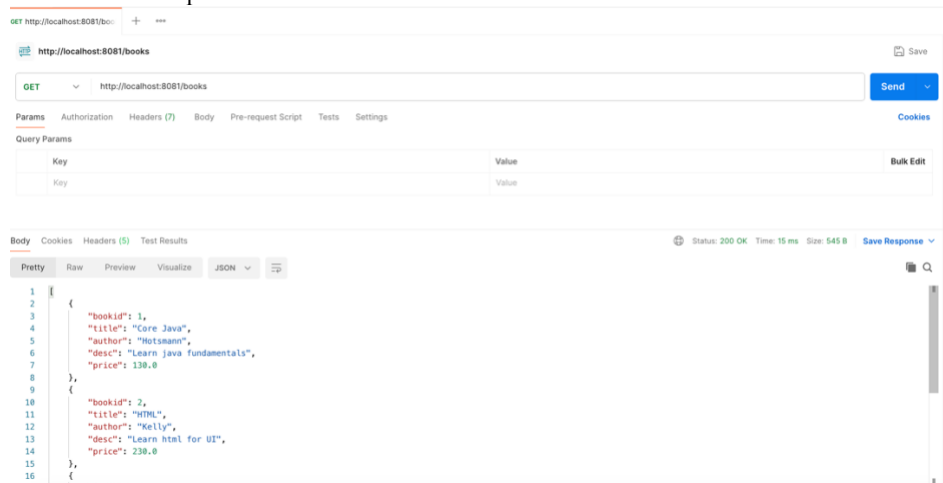 GET http://localhost:8081/boo
http://localhost:8081/books Save
GET http://localhost:8081/books Send
Params Authorization Headers (7) Body Pre-request Script Tests Settings Cookies
Query Params
Key Value Bulk Edit
Key Value
Body Cookies Headers (5) Test Results Status: 200 OK Time: 15 ms Size: 545 B Save Response
Pretty Raw Preview Visualize JSON
1 [
2 {
3 "bookid": 1,
4 "title": "Core Java",
5 "author": "Hotsmann",
6 "desc": "Learn java fundamentals",
7 "price": 130.0
8 },
9 {
10 "bookid": 2,
11 "title": "HTML",
12 "author": "Kelly",
13 "desc": "Learn html for UI",
14 "price": 230.0
15 },
16 {